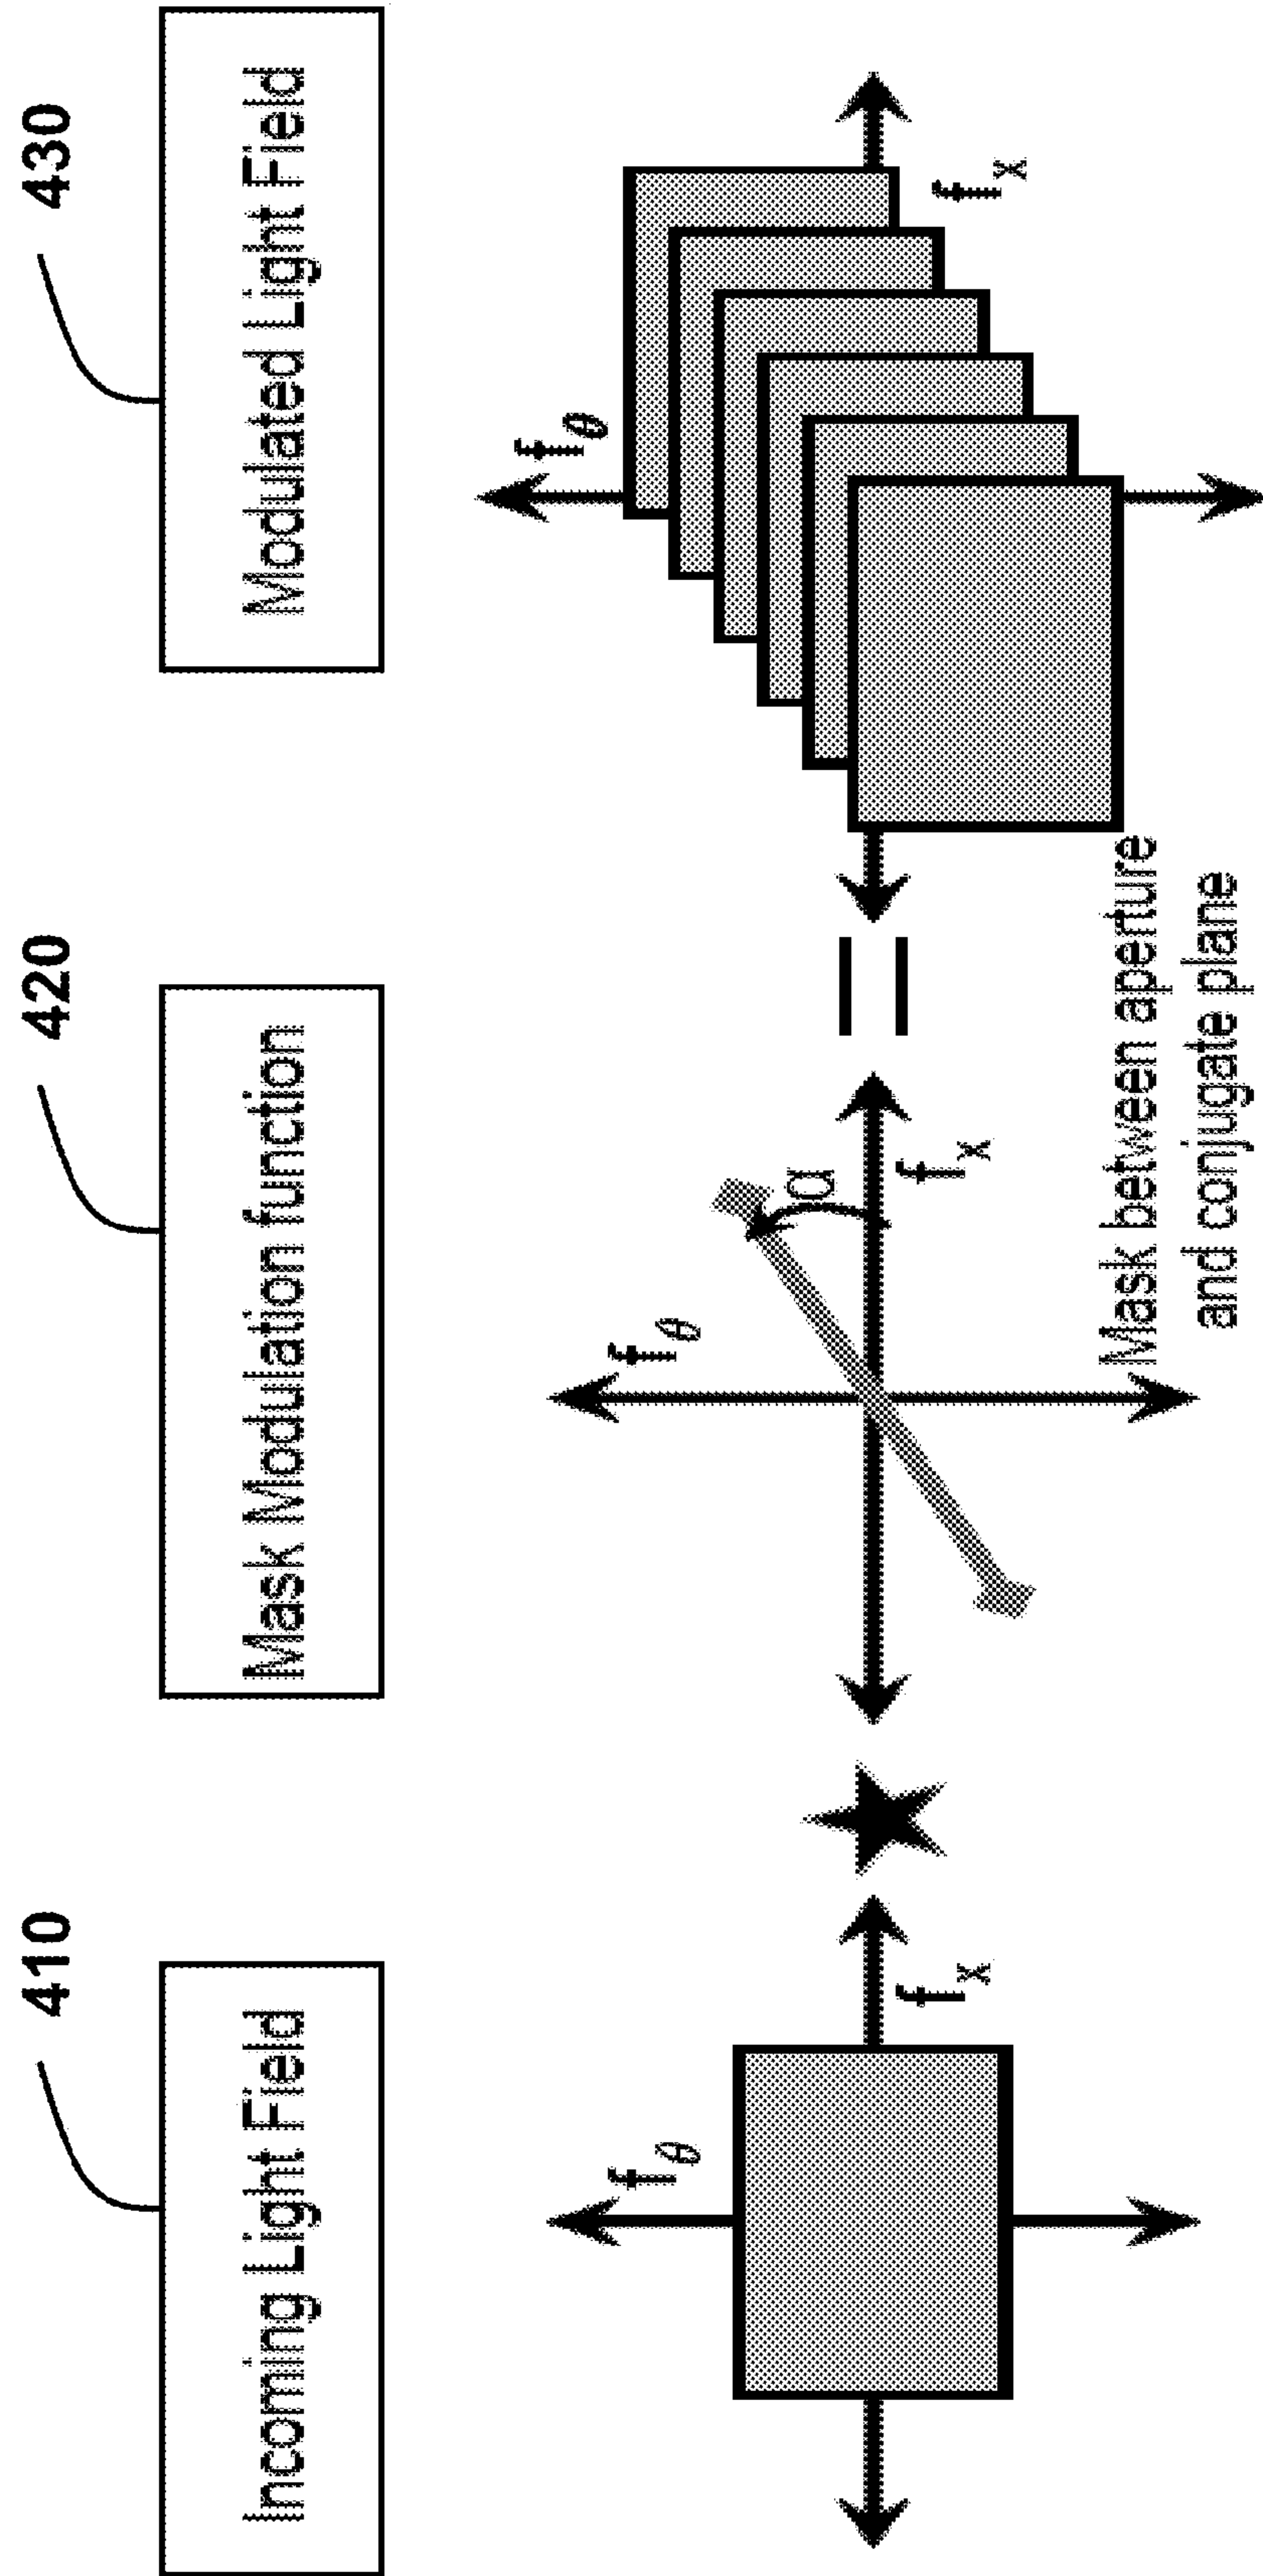 410
420
430
Incoming Light Field
Mask Modulation function
Modulated Light Field
fθ
fx
fθ
α
fx
fθ
fx
Mask between aperture
and conjugate plane